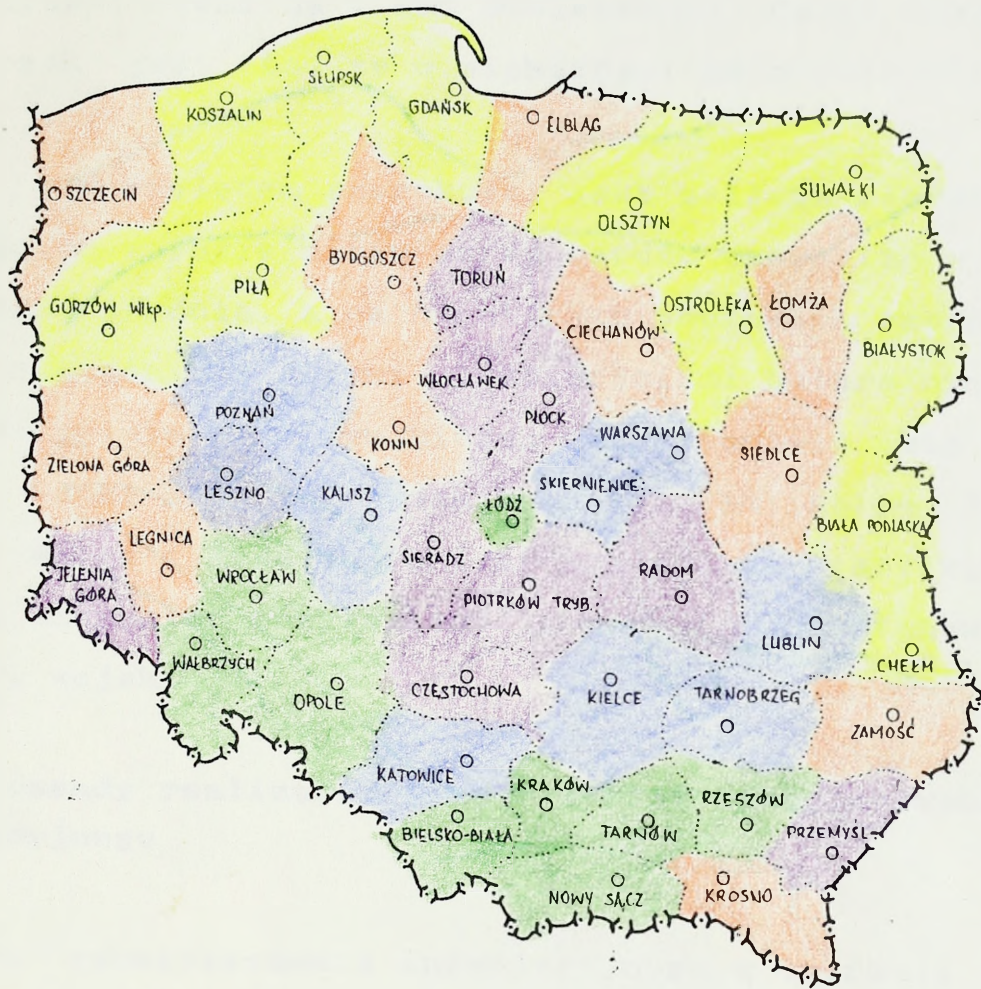 SŁUPSK
KOSZALIN
GDAŃSK
ELBLĄG
SZCZECIN
SUWAŁKI
OLSZTYN
BYDGOSZCZ
TORUŃ
PIŁA
GORZÓW Wlkp.
OSTROŁĘKA
ŁOMŻA
CIECHANÓW
BIAŁYSTOK
WŁOCŁAWEK
POZNAŃ
PŁOCK
KONIN
WARSZAWA
SIEDLCE
ZIELONA GÓRA
LESZNO
KALISZ
SKIERNIEWICE
ŁÓDŹ
BIAŁA PODLASKA
LEGNICA
SIERADZ
JELENIA
GÓRA
WROCŁAW
PIOTRKÓW TRYB.
RADOM
LUBLIN
WAŁBRZYCH
CHEŁM
OPOLE
CZĘSTOCHOWA
KIELCE
TARNOBRZEG
ZAMOŚĆ
KATOWICE
KRAKÓW
RZESZÓW
BIELSKO-BIAŁA
TARNÓW
PRZEMYŚL
NOWY SĄCZ
KROSNO